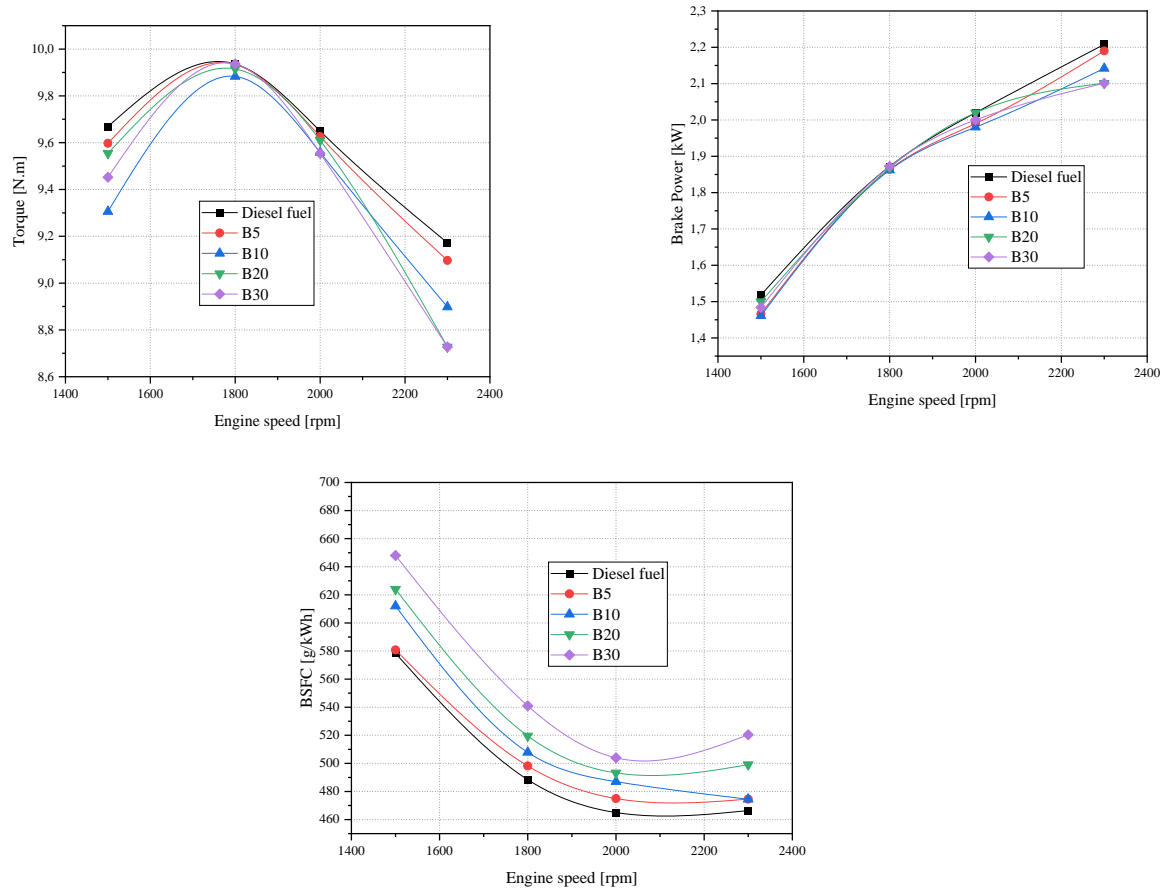 Torque [N.m]
10,0
9,8
9,6
9,4
9,2
9,0
8,8
8,6
1400 1600 1800 2000 2200 2400
Engine speed [rpm]
Diesel fuel
B5
B10
B20
B30
Brake Power [kW]
2,3
2,2
2,1
2,0
1,9
1,8
1,7
1,6
1,5
1,4
1400 1600 1800 2000 2200 2400
Engine speed [rpm]
Diesel fuel
B5
B10
B20
B30
BSFC [g/kWh]
700
680
660
640
620
600
580
560
540
520
500
480
460
1400 1600 1800 2000 2200 2400
Engine speed [rpm]
Diesel fuel
B5
B10
B20
B30